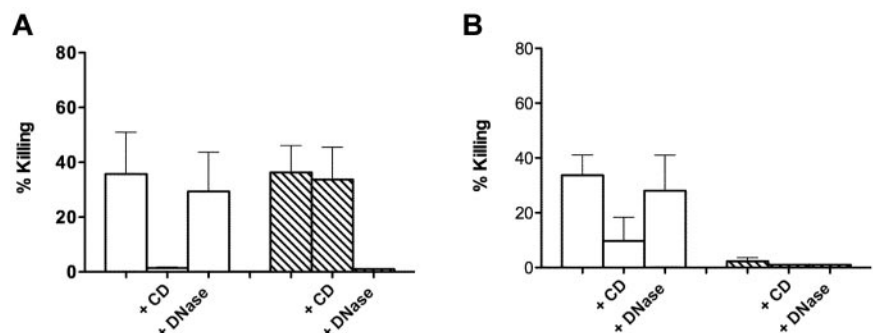 A
% Killing
80
60
40
20
0
+ CD
+ DNase
+ CD
+ DNase
B
% Killing
80
60
40
20
0
+ CD
+ DNase
+ CD
+ DNase